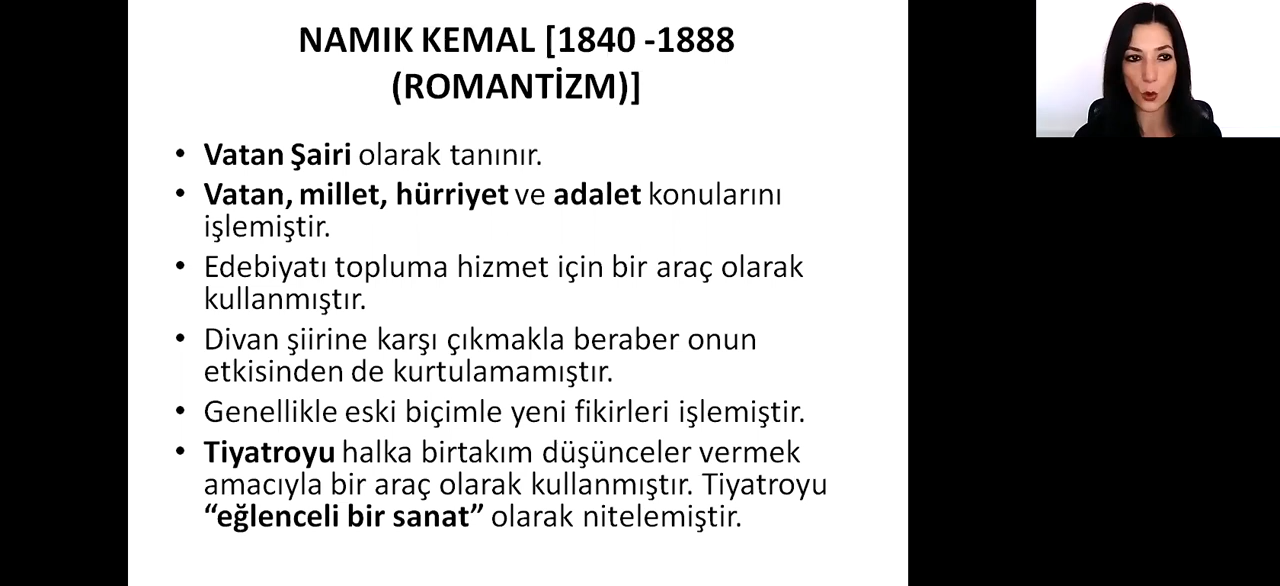 NAMIK KEMAL [1840 -1888
(ROMANTİZM)]
• Vatan Şairi olarak tanınır.
• Vatan, millet, hürriyet ve adalet konularını
işlemiştir.
• Edebiyatı topluma hizmet için bir araç olarak
kullanmıştır.
• Divan şiirine karşı çıkmakla beraber onun
etkisinden de kurtulamamıştır.
• Genellikle eski biçimle yeni fikirleri işlemiştir.
• Tiyatroyu halka birtakım düşünceler vermek
amacıyla bir araç olarak kullanmıştır. Tiyatroyu
“eğlenceli bir sanat” olarak nitelemiştir.